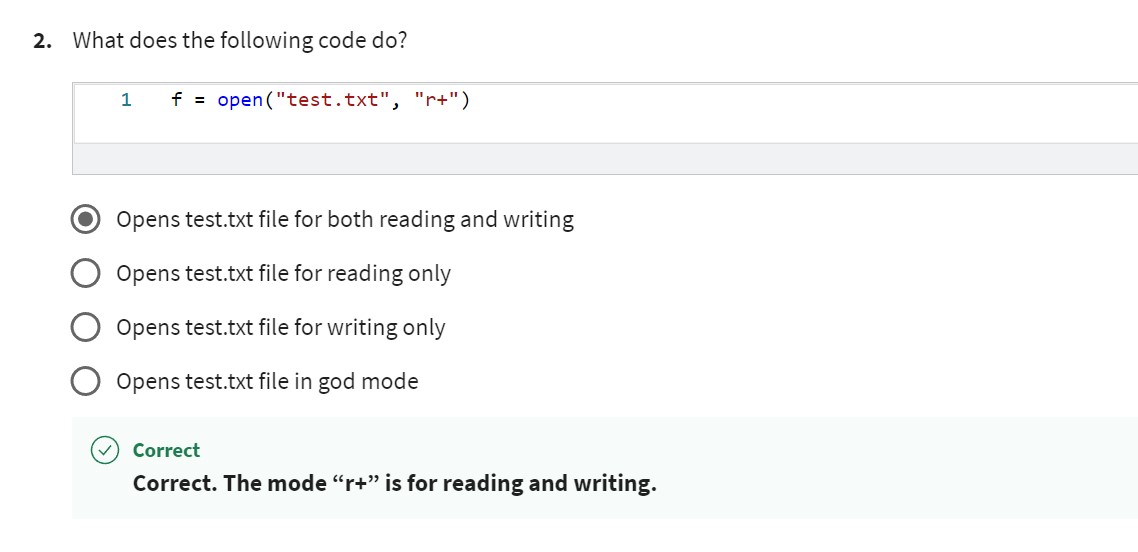 2. What does the following code do?
1 f = open("test.txt", "r+")
Opens test.txt file for both reading and writing
Opens test.txt file for reading only
Opens test.txt file for writing only
Opens test.txt file in god mode
Correct
Correct. The mode “r+” is for reading and writing.